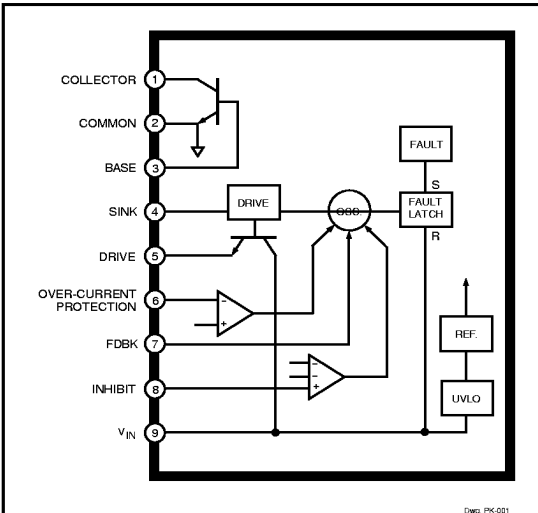 COLLECTOR 1
COMMON 2
BASE 3
SINK 4
DRIVE 5
OVER-CURRENT
PROTECTION 6
FDBK 7
INHIBIT 8
VIN 9
DRIVE
OSC.
FAULT
S
FAULT
LATCH
R
REF.
UVLO
−
+
−
−
+
Dwg. PK-001